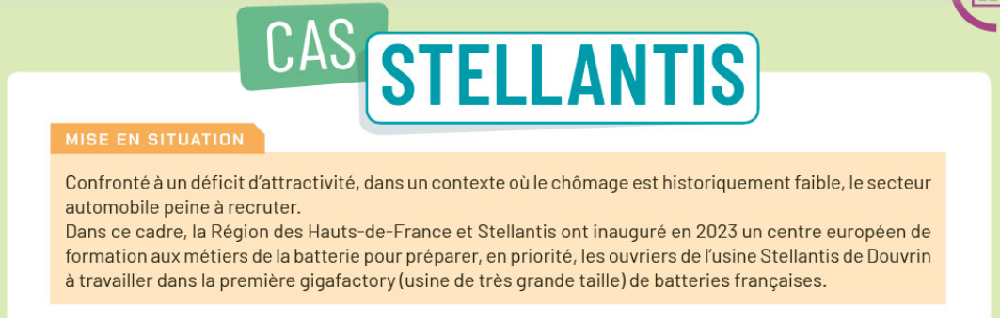 CAS
STELLANTIS
MISE EN SITUATION
Confronté à un déficit d'attractivité, dans un contexte où le chômage est historiquement faible, le secteur
automobile peine à recruter.
Dans ce cadre, la Région des Hauts-de-France et Stellantis ont inauguré en 2023 un centre européen de
formation aux métiers de la batterie pour préparer, en priorité, les ouvriers de l'usine Stellantis de Douvrin
à travailler dans la première gigafactory (usine de très grande taille) de batteries françaises.